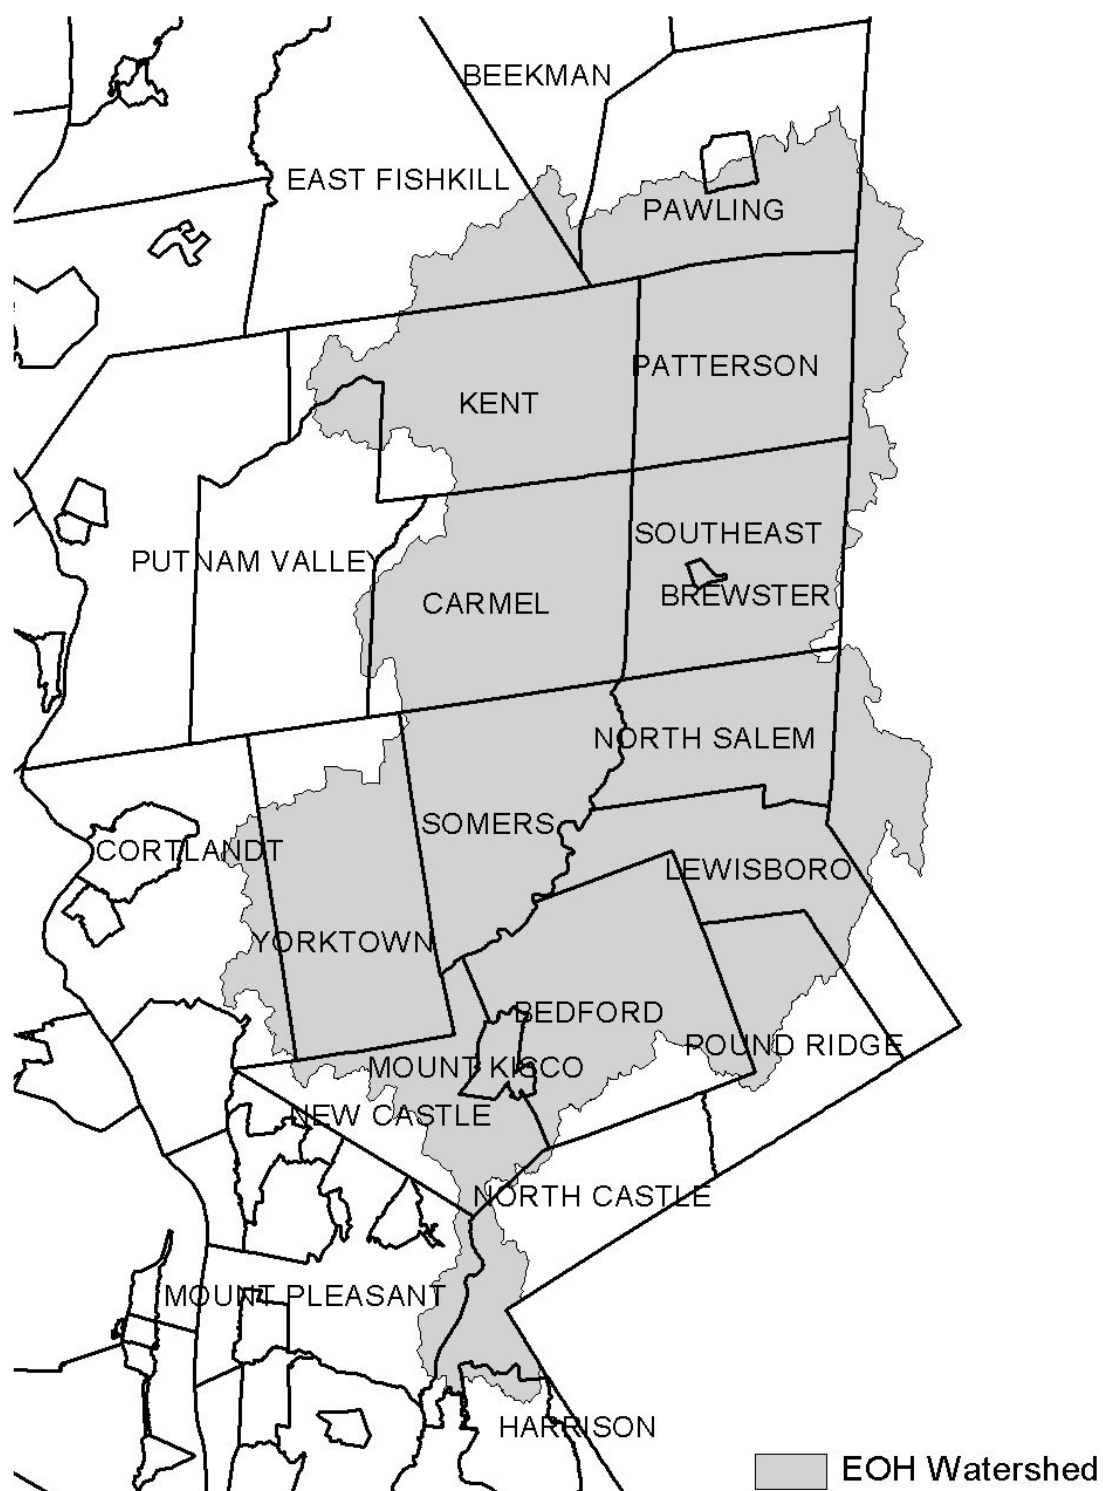 BEEKMAN
EAST FISHKILL
PAWLING
PATTERSON
KENT
SOUTHEAST
PUTNAM VALLEY
BREWSTER
CARMEL
NORTH SALEM
SOMERS
CORTLANDT
LEWISBORO
YORKTOWN
BEDFORD
POUND RIDGE
MOUNT KISCO
NEW CASTLE
NORTH CASTLE
MOUNT PLEASANT
HARRISON
EOH Watershed